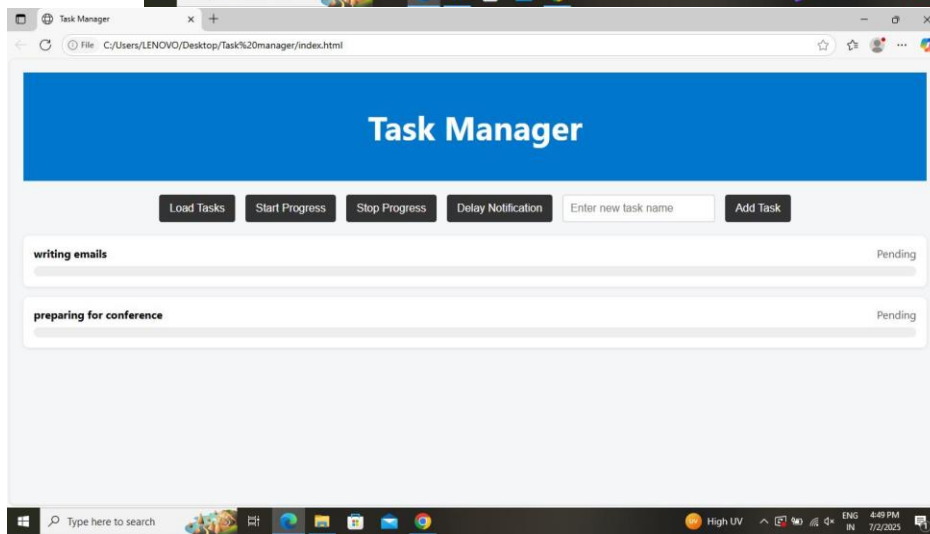 Task Manager
File C:/Users/LENOVO/Desktop/Task%20manager/index.html
Task Manager
Load Tasks Start Progress Stop Progress Delay Notification Enter new task name Add Task
writing emails Pending
preparing for conference Pending
Type here to search High UV ENG 4:49 PM
IN 7/2/2025